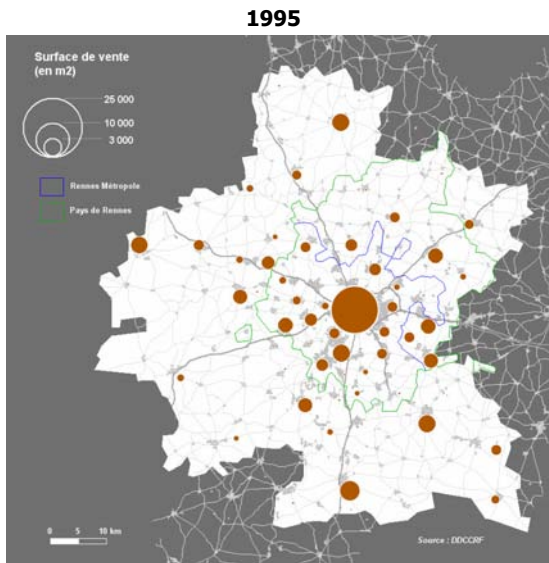 1995
Surface de vente
(en m2)
25 000
10 000
3 000
Rennes Métropole
Pays de Rennes
0 5 10 km
Source : DDCCRF